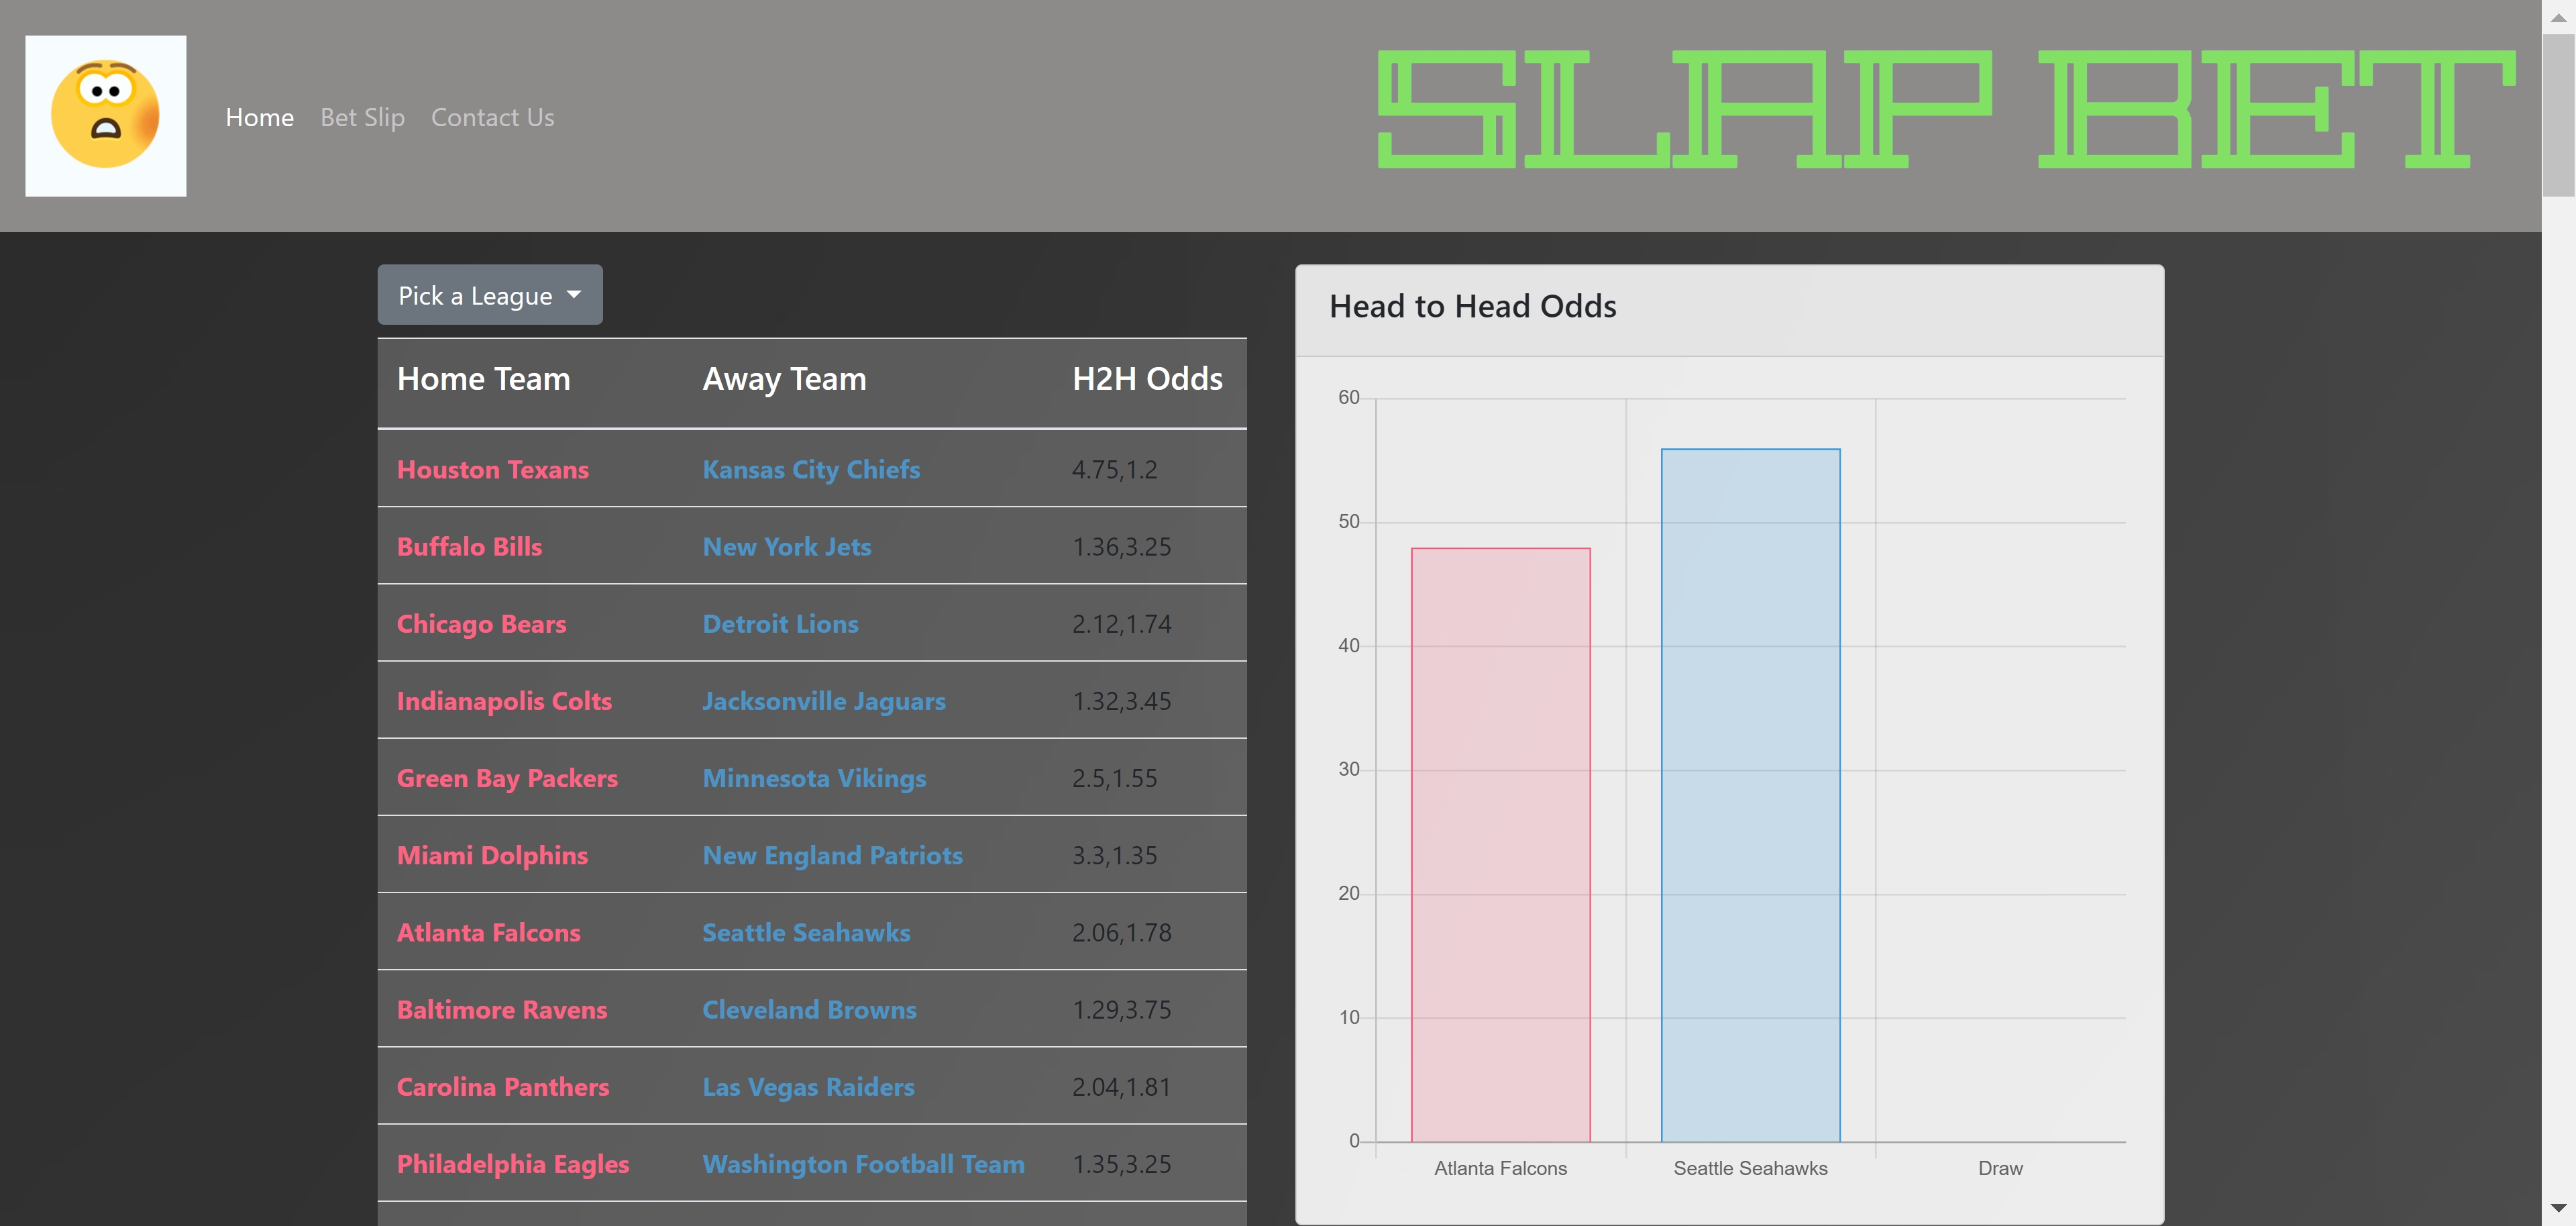 Home Bet Slip Contact Us
SLAP BET
Pick a League
Home Team Away Team H2H Odds
Houston Texans Kansas City Chiefs 4.75,1.2
Buffalo Bills New York Jets 1.36,3.25
Chicago Bears Detroit Lions 2.12,1.74
Indianapolis Colts Jacksonville Jaguars 1.32,3.45
Green Bay Packers Minnesota Vikings 2.5,1.55
Miami Dolphins New England Patriots 3.3,1.35
Atlanta Falcons Seattle Seahawks 2.06,1.78
Baltimore Ravens Cleveland Browns 1.29,3.75
Carolina Panthers Las Vegas Raiders 2.04,1.81
Philadelphia Eagles Washington Football Team 1.35,3.25
Head to Head Odds
60
50
40
30
20
10
0
Atlanta Falcons Seattle Seahawks Draw